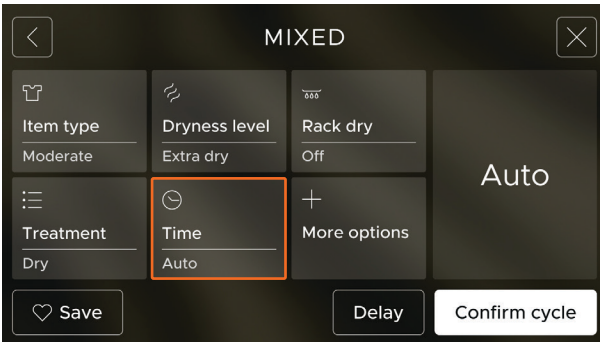 MIXED
Item type
Moderate
Dryness level
Extra dry
Rack dry
Off
Auto
Treatment
Dry
Time
Auto
More options
Save
Delay
Confirm cycle